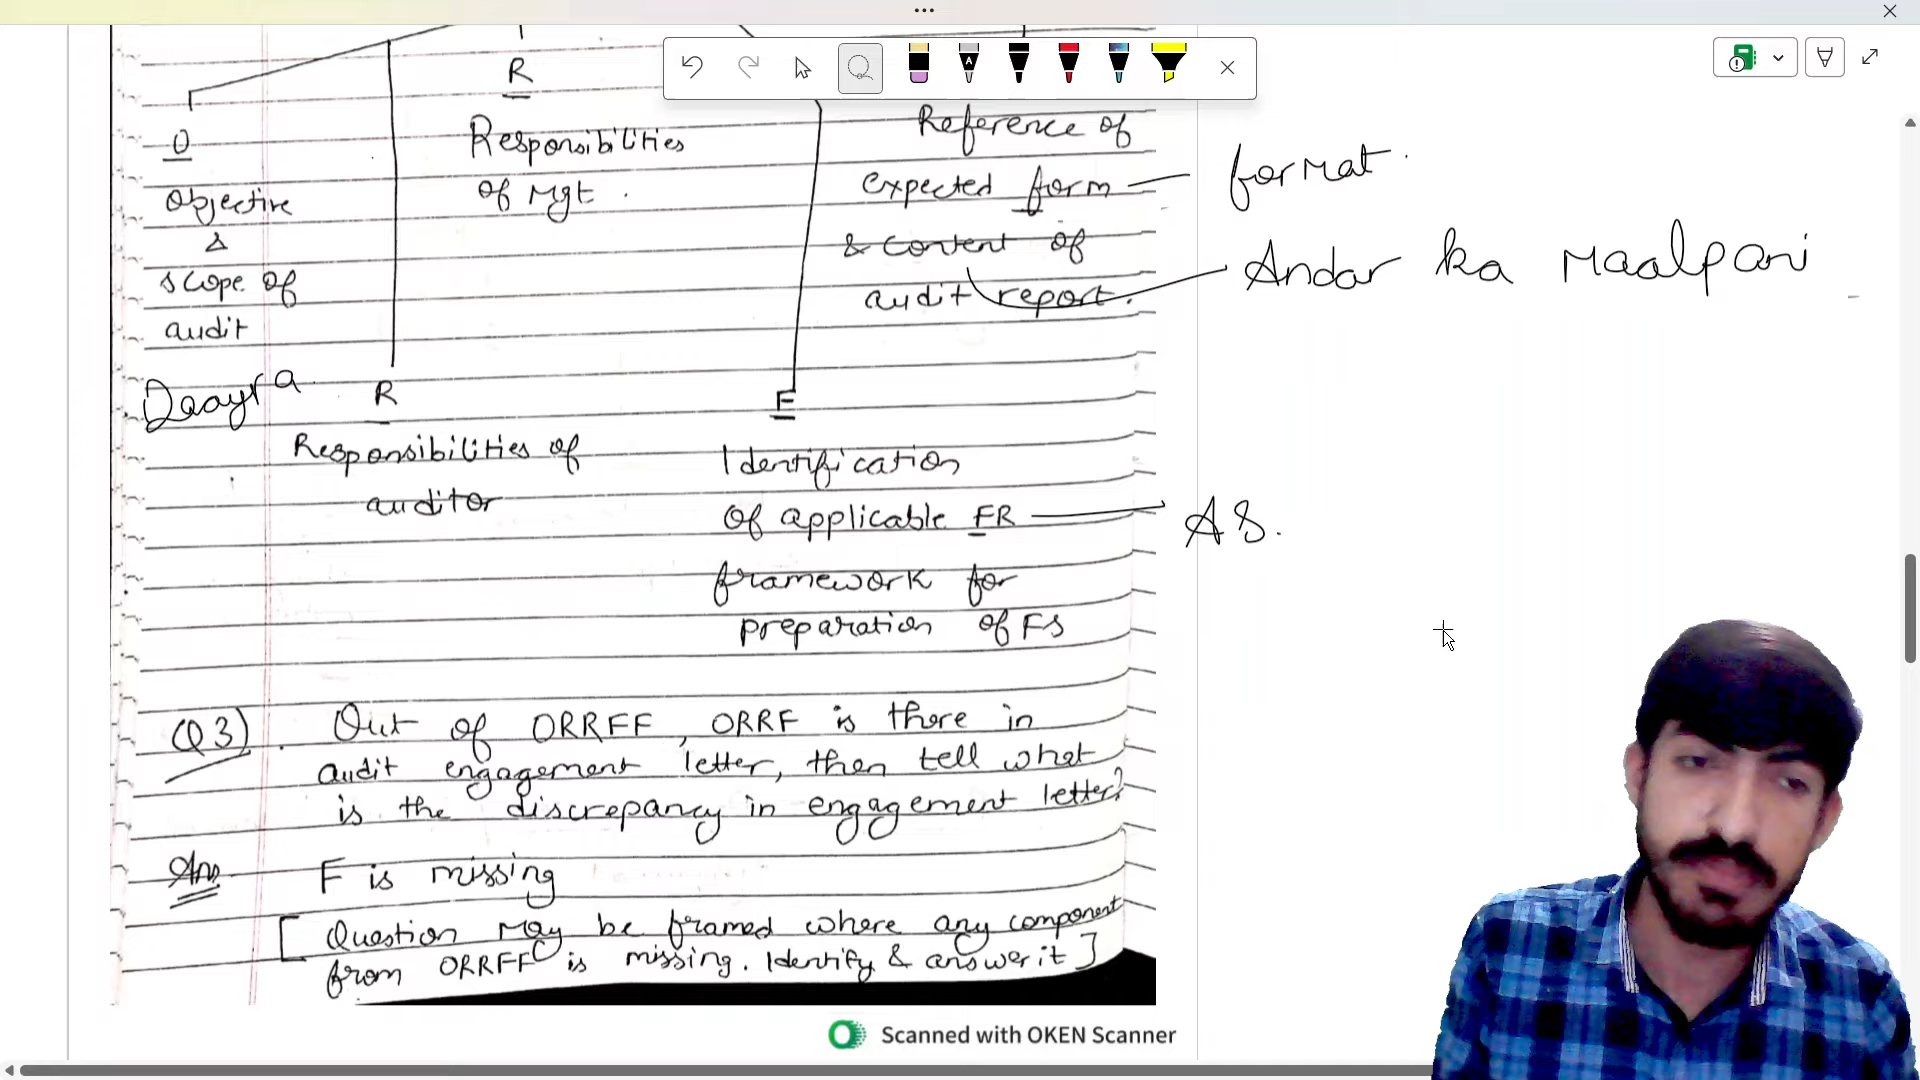 R
O
Objective
&
scope of
audit
Daayra
Responsibilities
of Mgt.
R
Responsibilities of
auditor
Reference of
expected form
& content of
audit report.
format.
Andar ka Maalpani
F
Identification
of applicable FR
framework for
preparation of FS
AS.
Q3). Out of ORRFF, ORRF is there in
audit engagement letter, then tell what
is the discrepancy in engagement letter?
Ans F is missing
[Question may be framed where any component
from ORRFF is missing. Identify & answer it]
Scanned with OKEN Scanner